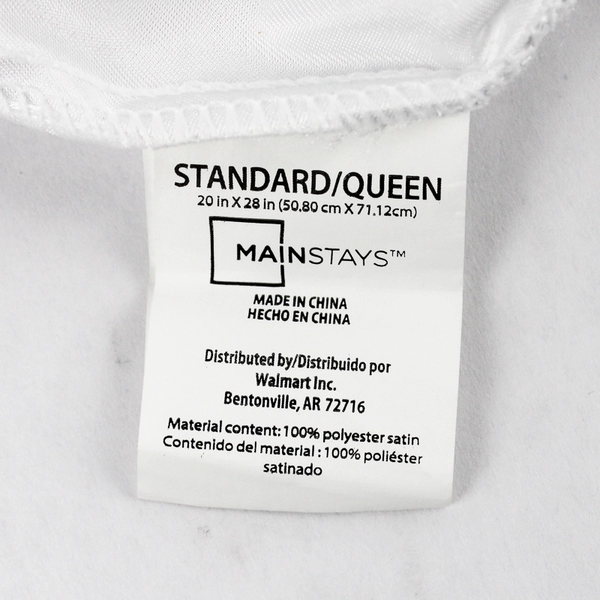 STANDARD/QUEEN
20 in X 28 in (50.80 cm X 71.12cm)
MAINSTAYS™
MADE IN CHINA
HECHO EN CHINA
Distributed by/Distribuido por
Walmart Inc.
Bentonville, AR 72716
Material content: 100% polyester satin
Contenido del material : 100% poliéster
satinado